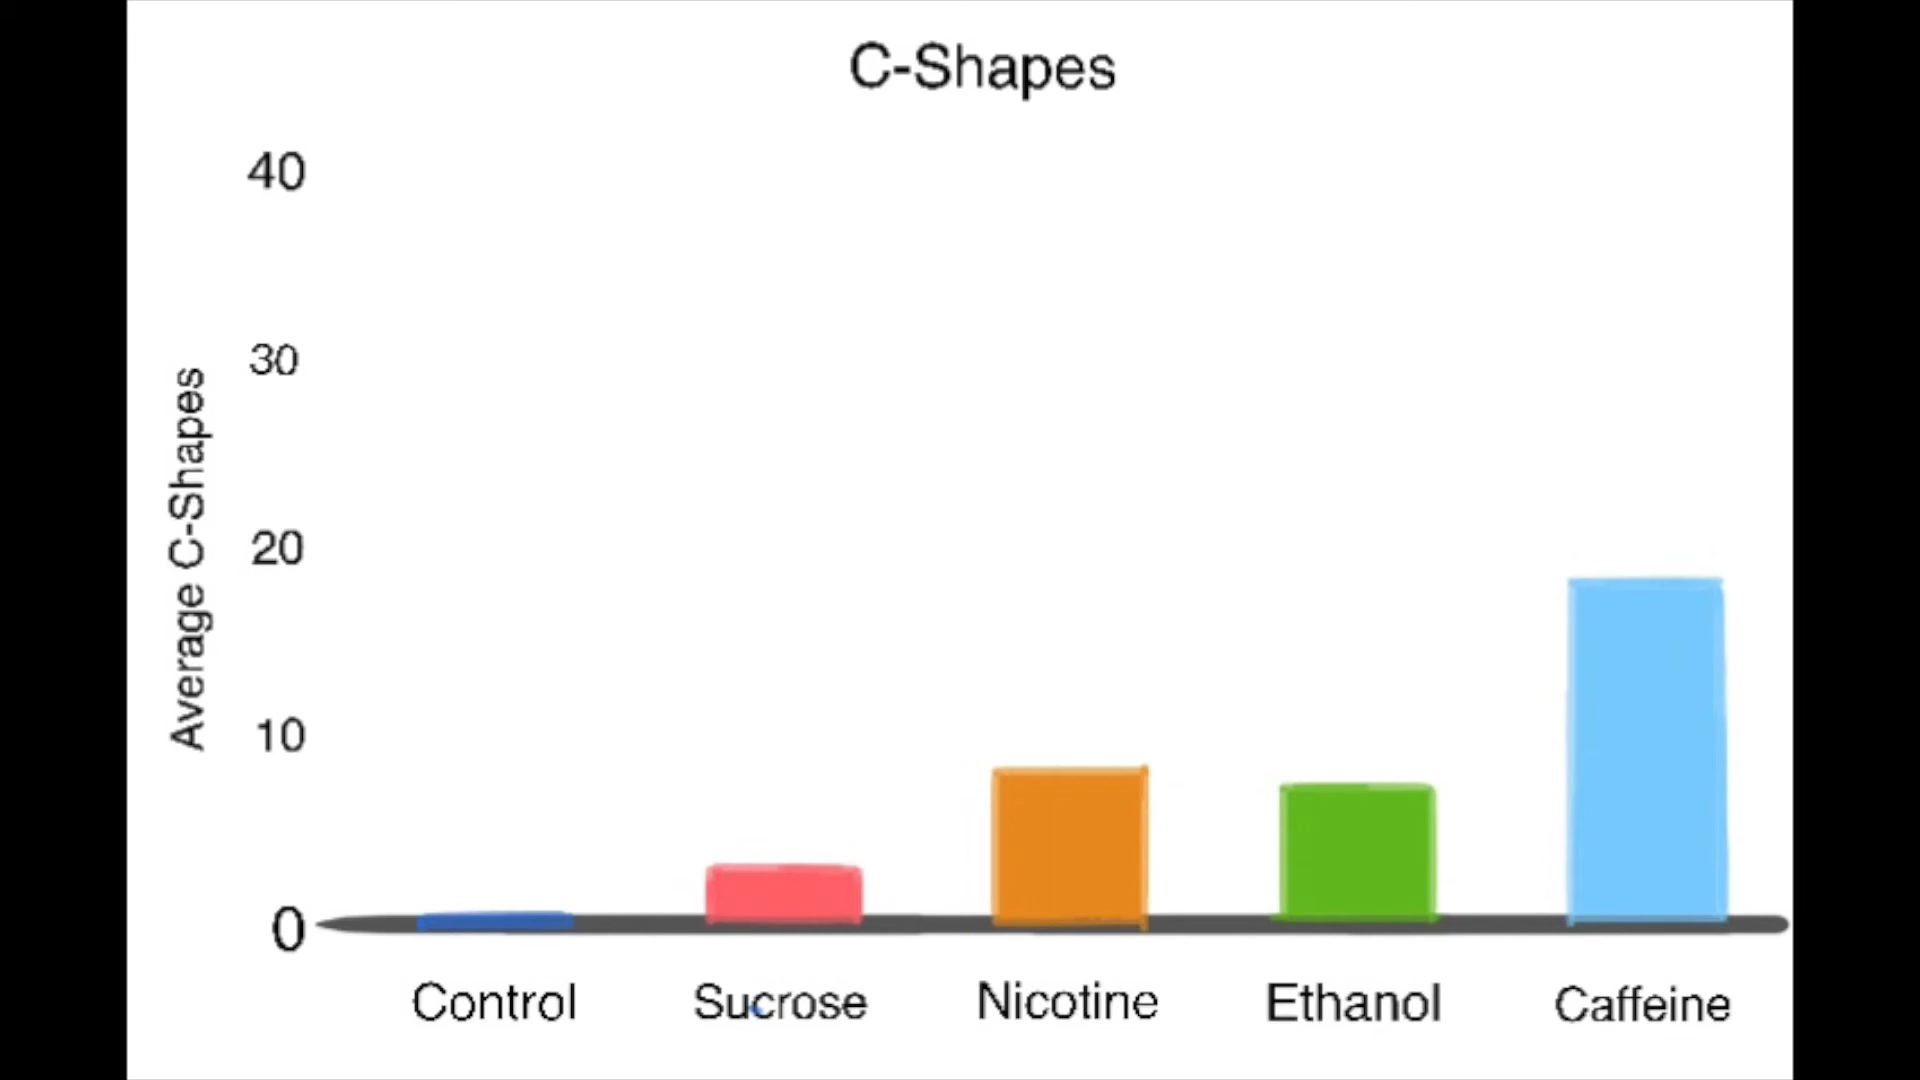 C-Shapes
40
30
20
10
0
Average C-Shapes
Control
Sucrose
Nicotine
Ethanol
Caffeine